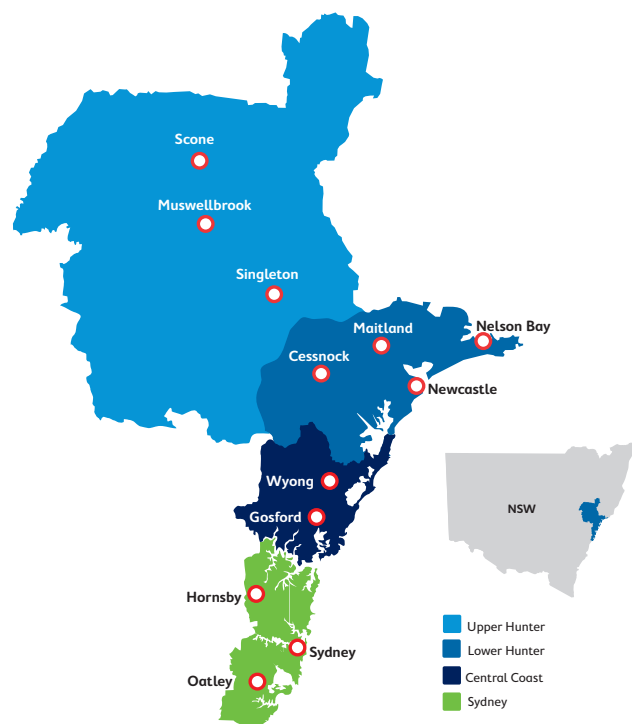 Scone
Muswellbrook
Singleton
Maitland
Nelson Bay
Cessnock
Newcastle
Wyong
Gosford
NSW
Hornsby
Sydney
Oatley
Upper Hunter
Lower Hunter
Central Coast
Sydney